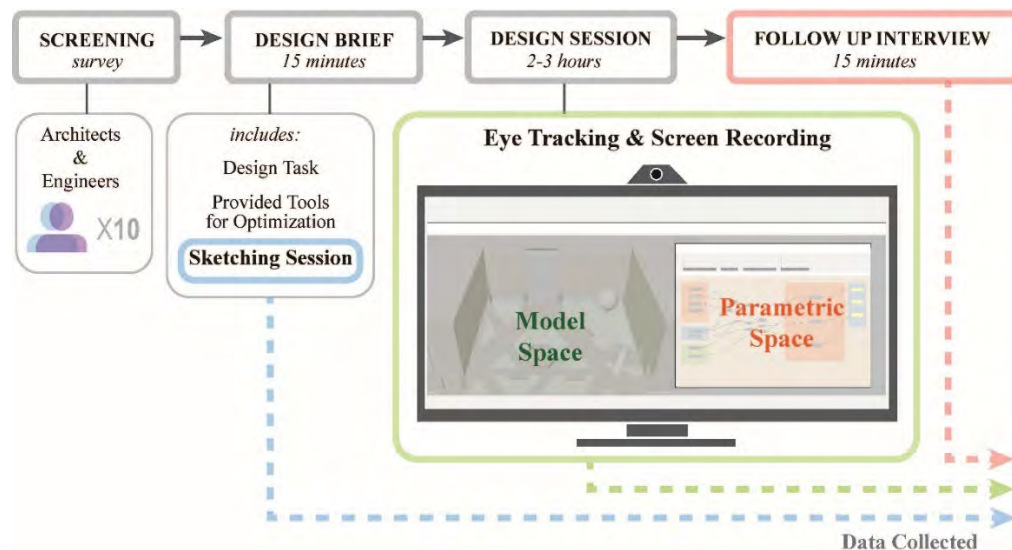 SCREENING
survey
DESIGN BRIEF
15 minutes
DESIGN SESSION
2-3 hours
FOLLOW UP INTERVIEW
15 minutes
Architects
&
Engineers
X10
includes:
Design Task
Provided Tools
for Optimization
Sketching Session
Eye Tracking & Screen Recording
Model
Space
Parametric
Space
Data Collected